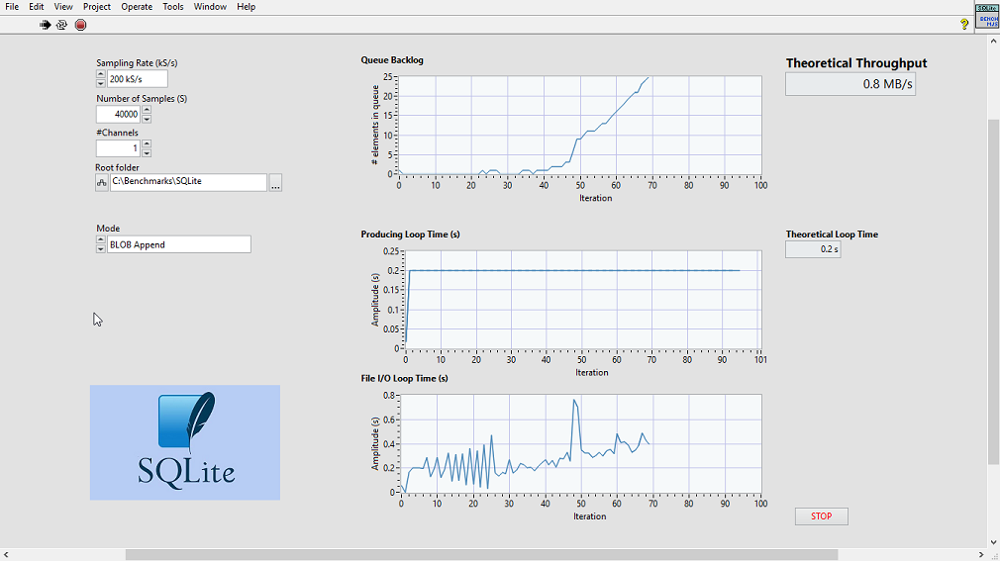 File Edit View Project Operate Tools Window Help
?
SQLite
BENCH
MJS
Sampling Rate (kS/s)
200 kS/s
Number of Samples (S)
40000
#Channels
1
Root folder
C:\Benchmarks\SQLite
...
Mode
BLOB Append
SQLite
Queue Backlog
# elements in queue
25
20
15
10
5
0
0 10 20 30 40 50 60 70 80 90 100
Iteration
Producing Loop Time (s)
Amplitude (s)
0.25
0.2
0.15
0.1
0.05
0
0 10 20 30 40 50 60 70 80 90 101
Iteration
File I/O Loop Time (s)
Amplitude (s)
0.8
0.6
0.4
0.2
0
0 10 20 30 40 50 60 70 80 90 100
Iteration
Theoretical Throughput
0.8 MB/s
Theoretical Loop Time
0.2 s
STOP